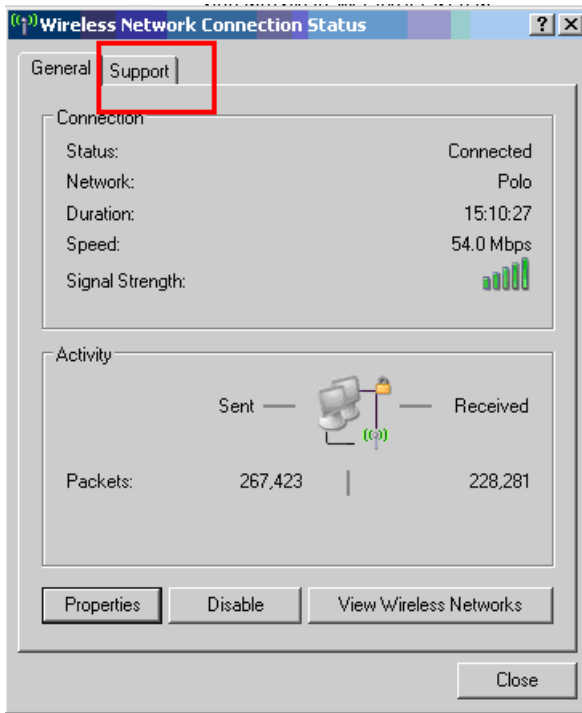 Wireless Network Connection Status
General Support
Connection
Status: Connected
Network: Polo
Duration: 15:10:27
Speed: 54.0 Mbps
Signal Strength:
Activity
Sent Received
Packets: 267,423 228,281
Properties Disable View Wireless Networks
Close